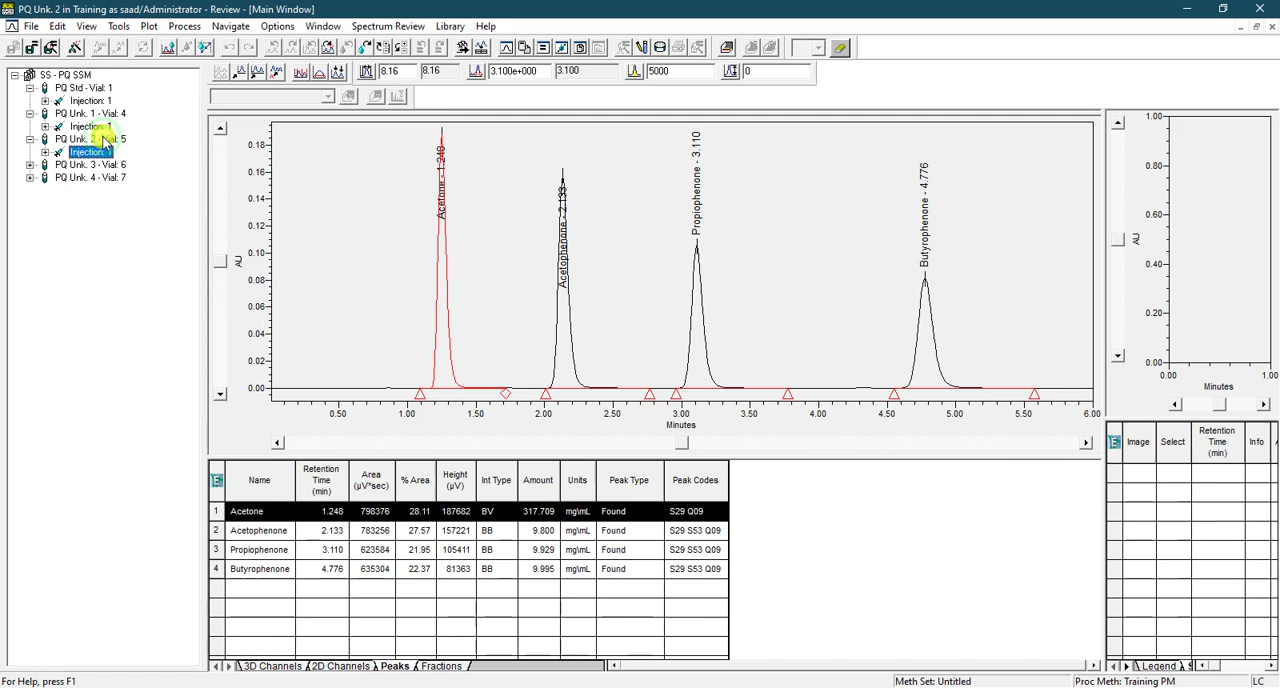 PQ Unk. 2 in Training as saad/Administrator - Review - [Main Window]
File Edit View Tools Plot Process Navigate Options Window Spectrum Review Library Help
8.16 8.16 3.100e+000 3.100 5000 0
SS - PQ SSM
PQ Std - Vial: 1
Injection: 1
PQ Unk. 1 - Vial: 4
Injection: 1
PQ Unk. 2 - Vial: 5
Injection: 1
PQ Unk. 3 - Vial: 6
PQ Unk. 4 - Vial: 7
AU
0.18
0.16
0.14
0.12
0.10
0.08
0.06
0.04
0.02
0.00
Acetone - 1.248
Acetophenone - 2.133
Propiophenone - 3.110
Butyrophenone - 4.776
0.50 1.00 1.50 2.00 2.50 3.00 3.50 4.00 4.50 5.00 5.50 6.00
Minutes
AU
1.00
0.80
0.60
0.40
0.20
0.00
0.00 1.00
Minutes
Name Retention Time (min) Area (µV*sec) % Area Height (µV) Int Type Amount Units Peak Type Peak Codes
1 Acetone 1.248 798376 28.11 187682 BV 317.709 mg\mL Found S29 Q09
2 Acetophenone 2.133 783256 27.57 157221 BB 9.800 mg\mL Found S29 S53 Q09
3 Propiophenone 3.110 623584 21.95 105411 BB 9.929 mg\mL Found S29 S53 Q09
4 Butyrophenone 4.776 635304 22.37 81363 BB 9.995 mg\mL Found S29 S53 Q09
Image Select Retention Time (min) Info
3D Channels 2D Channels Peaks Fractions
Legend
For Help, press F1
Meth Set: Untitled
Proc Meth: Training PM
LC